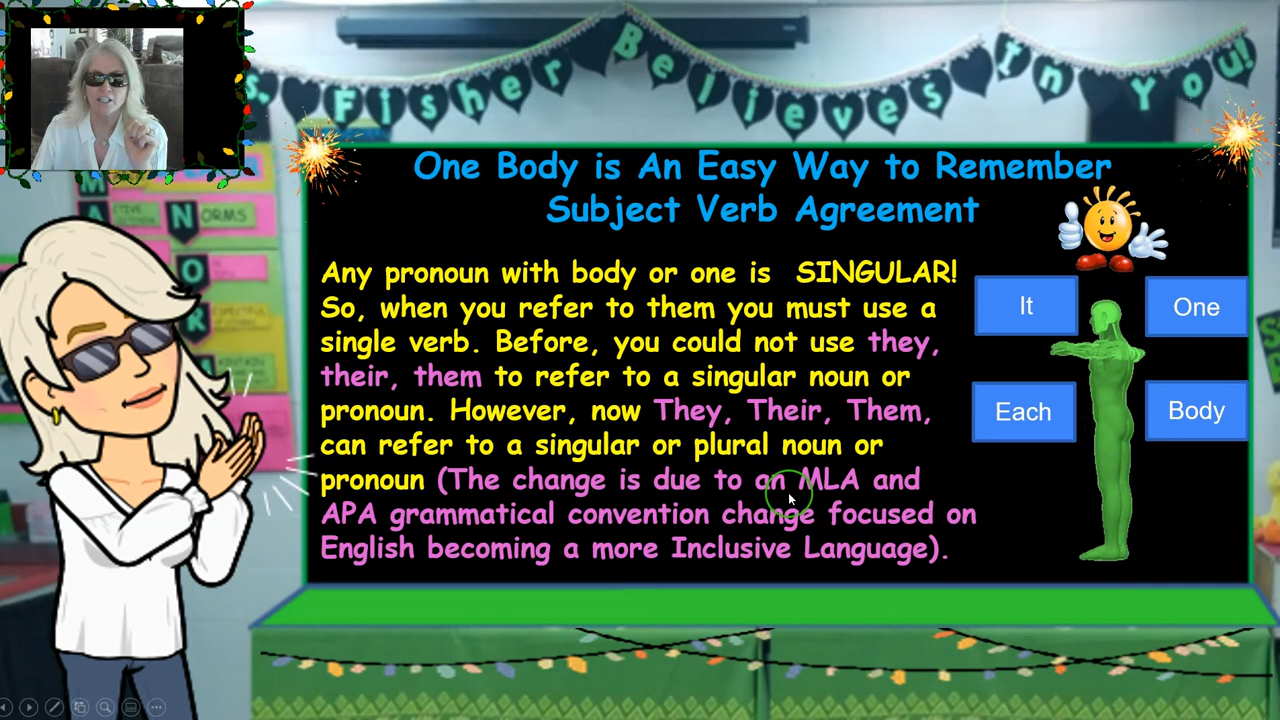 s. Fisher Believes In You!
NORMS
One Body is An Easy Way to Remember
Subject Verb Agreement
Any pronoun with body or one is SINGULAR!
So, when you refer to them you must use a
single verb. Before, you could not use they,
their, them to refer to a singular noun or
pronoun. However, now They, Their, Them,
can refer to a singular or plural noun or
pronoun (The change is due to an MLA and
APA grammatical convention change focused on
English becoming a more Inclusive Language).
It
One
Each
Body